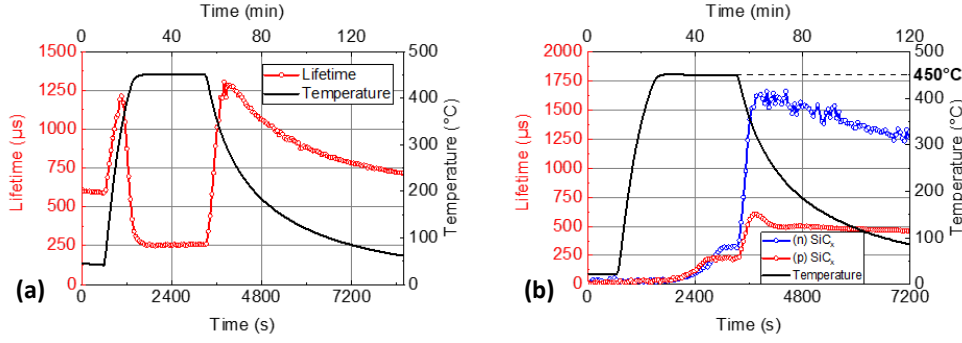 Time (min)
0 40 80 120
1500
1250
1000
750
500
250
0
Lifetime (µs)
Lifetime
Temperature
500
400
300
200
100
0
Temperature (°C)
0 2400 4800 7200
Time (s)
(a)
Time (min)
0 20 40 60 80 100 120
2000
1750
1500
1250
1000
750
500
250
0
Lifetime (µs)
450°C
500
400
300
200
100
0
Temperature (°C)
(n) SiCₓ
(p) SiCₓ
Temperature
0 2400 4800 7200
Time (s)
(b)